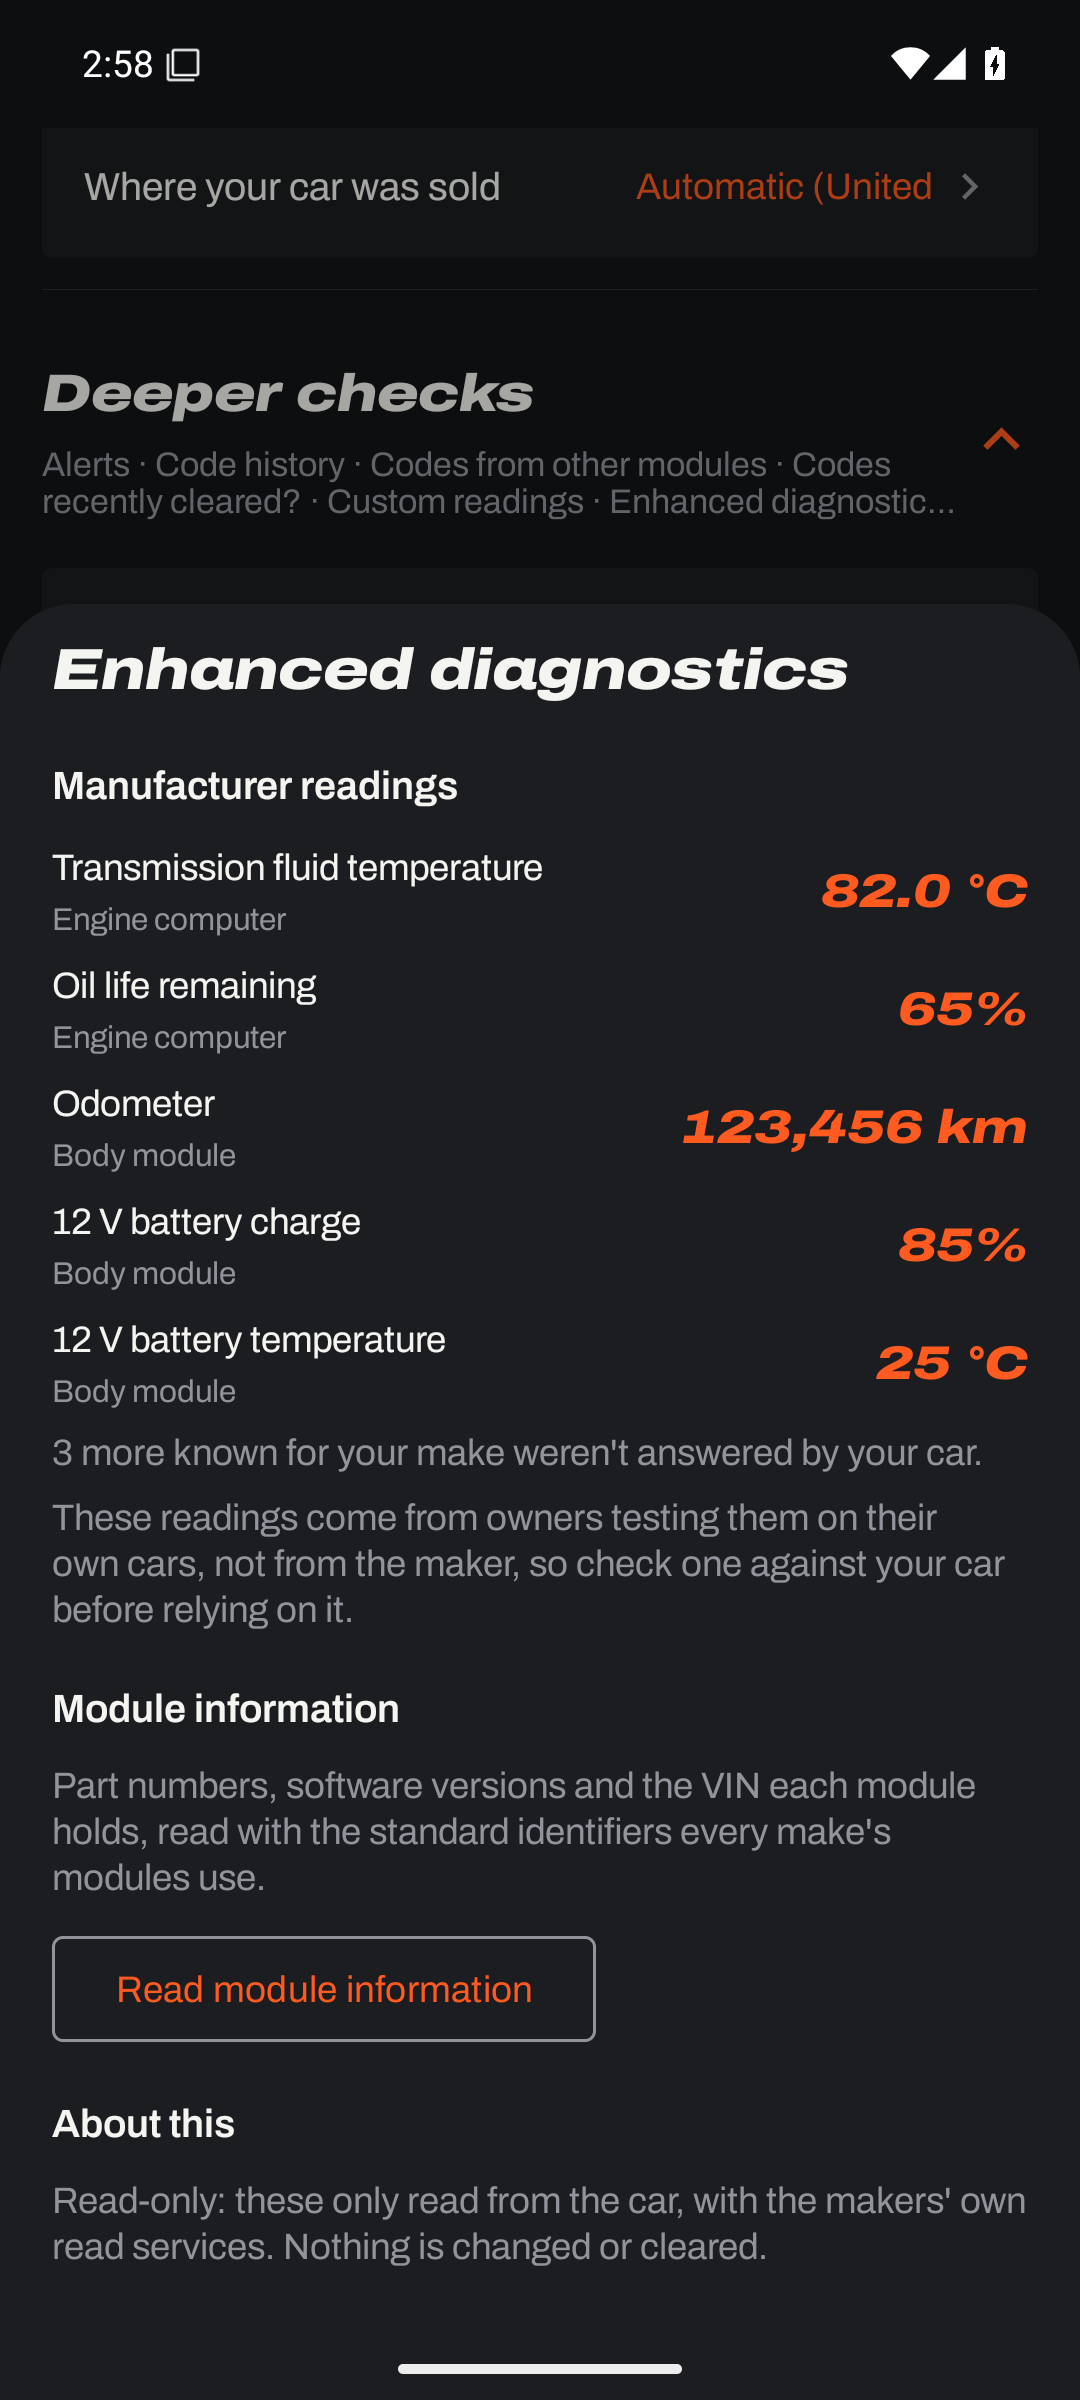 2:58
Where your car was sold
Automatic (United
Deeper checks
Alerts · Code history · Codes from other modules · Codes
recently cleared? · Custom readings · Enhanced diagnostic...
Enhanced diagnostics
Manufacturer readings
Transmission fluid temperature
Engine computer
82.0 °C
Oil life remaining
Engine computer
65%
Odometer
Body module
123,456 km
12 V battery charge
Body module
85%
12 V battery temperature
Body module
25 °C
3 more known for your make weren't answered by your car.
These readings come from owners testing them on their
own cars, not from the maker, so check one against your car
before relying on it.
Module information
Part numbers, software versions and the VIN each module
holds, read with the standard identifiers every make's
modules use.
Read module information
About this
Read-only: these only read from the car, with the makers' own
read services. Nothing is changed or cleared.